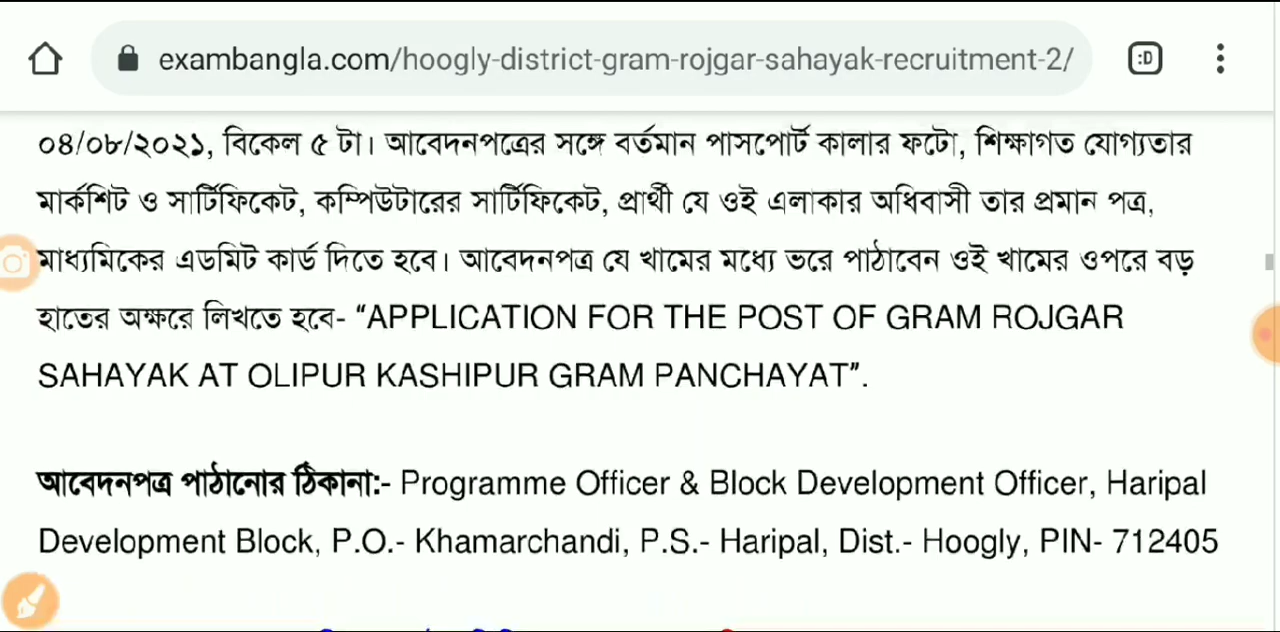 exambangla.com/hoogly-district-gram-rojgar-sahayak-recruitment-2/
:D
০৪/০৮/২০২১, বিকেল ৫ টা। আবেদনপত্রের সঙ্গে বর্তমান পাসপোর্ট কালার ফটো, শিক্ষাগত যোগ্যতার
মার্কশিট ও সার্টিফিকেট, কম্পিউটারের সার্টিফিকেট, প্রার্থী যে ওই এলাকার অধিবাসী তার প্রমান পত্র,
মাধ্যমিকের এডমিট কার্ড দিতে হবে। আবেদনপত্র যে খামের মধ্যে ভরে পাঠাবেন ওই খামের ওপরে বড়
হাতের অক্ষরে লিখতে হবে- “APPLICATION FOR THE POST OF GRAM ROJGAR
SAHAYAK AT OLIPUR KASHIPUR GRAM PANCHAYAT”.
আবেদনপত্র পাঠানোর ঠিকানা:- Programme Officer & Block Development Officer, Haripal
Development Block, P.O.- Khamarchandi, P.S.- Haripal, Dist.- Hoogly, PIN- 712405